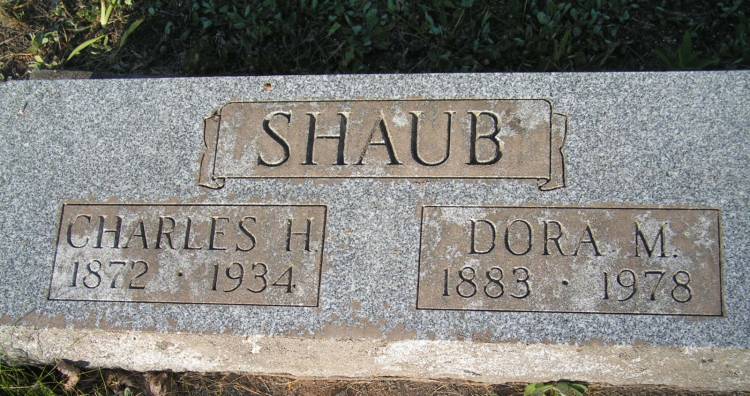 SHAUB
CHARLES H.
1872 · 1934
DORA M.
1883 · 1978